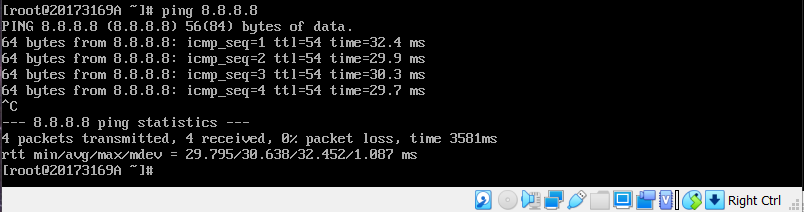 [root@20173169A ~]# ping 8.8.8.8
PING 8.8.8.8 (8.8.8.8) 56(84) bytes of data.
64 bytes from 8.8.8.8: icmp_seq=1 ttl=54 time=32.4 ms
64 bytes from 8.8.8.8: icmp_seq=2 ttl=54 time=29.9 ms
64 bytes from 8.8.8.8: icmp_seq=3 ttl=54 time=30.3 ms
64 bytes from 8.8.8.8: icmp_seq=4 ttl=54 time=29.7 ms
^C
--- 8.8.8.8 ping statistics ---
4 packets transmitted, 4 received, 0% packet loss, time 3581ms
rtt min/avg/max/mdev = 29.795/30.638/32.452/1.087 ms
[root@20173169A ~]#
Right Ctrl